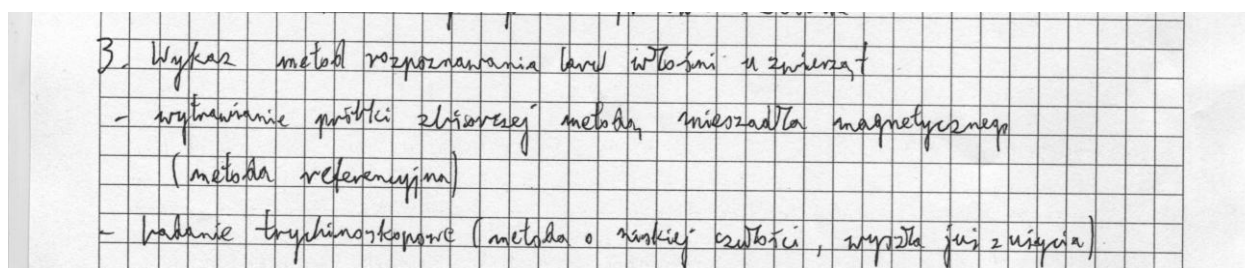 3. Wykaz metod rozpoznawania larw włośni u zwierząt
- wytrawianie próbki zbiorczej metodą mieszadła magnetycznego
(metoda referencyjna)
- badanie trychinoskopowe (metoda o niskiej czułości, wyszła już z użycia)